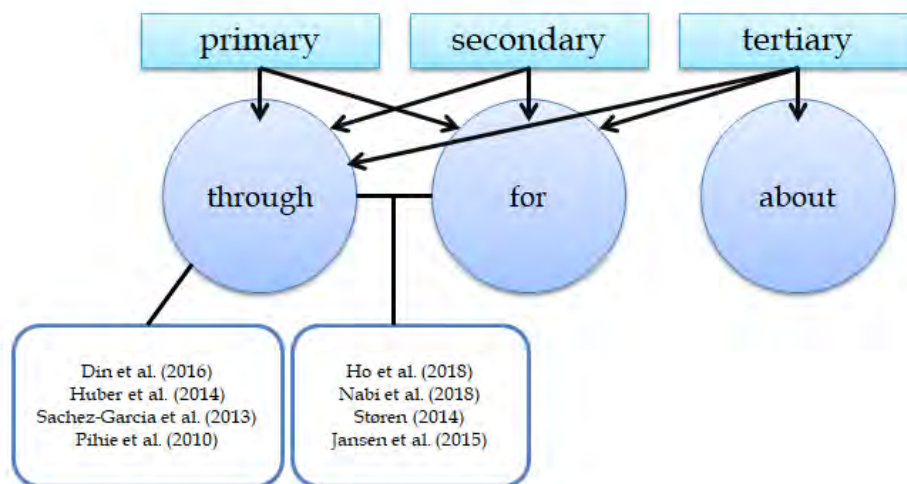 primary
secondary
tertiary
through
for
about
Din et al. (2016)
Huber et al. (2014)
Sachez-Garcia et al. (2013)
Pihie et al. (2010)
Ho et al. (2018)
Nabi et al. (2018)
Støren (2014)
Jansen et al. (2015)